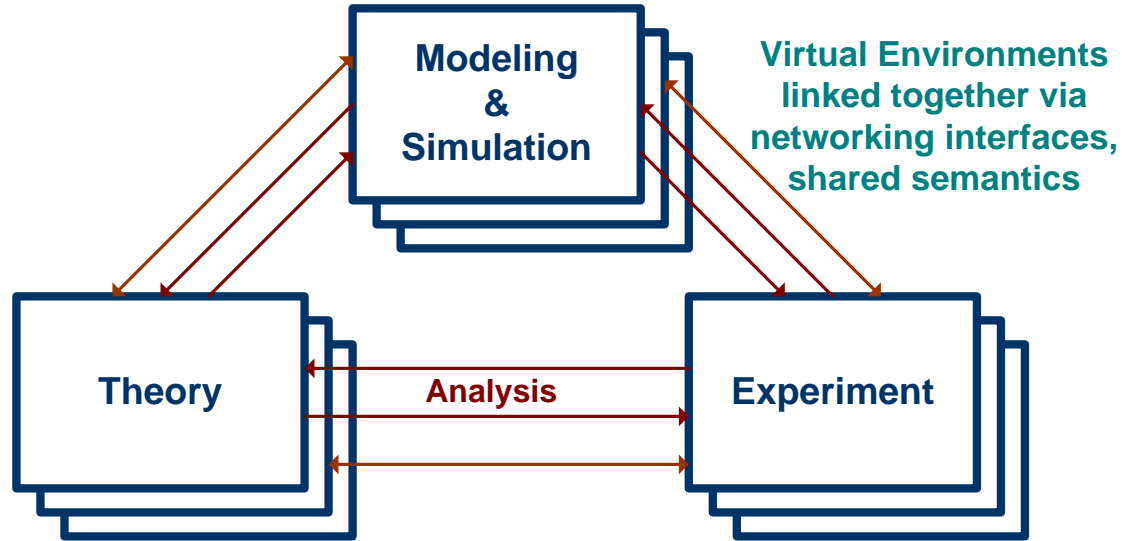 Modeling
&
Simulation
Virtual Environments
linked together via
networking interfaces,
shared semantics
Theory
Analysis
Experiment